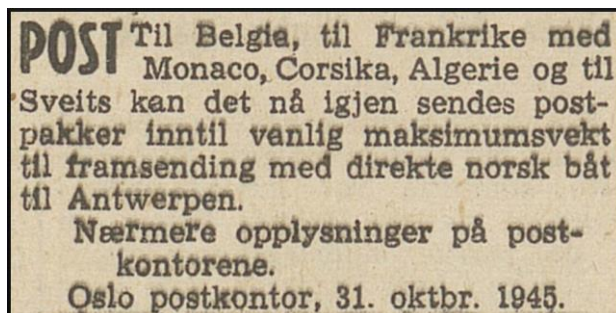 POST Til Belgia, til Frankrike med
Monaco, Corsika, Algerie og til
Sveits kan det nå igjen sendes post-
pakker inntil vanlig maksimumsvekt
til framsending med direkte norsk båt
til Antwerpen.
Nærmere opplysninger på post-
kontorene.
Oslo postkontor, 31. oktbr. 1945.